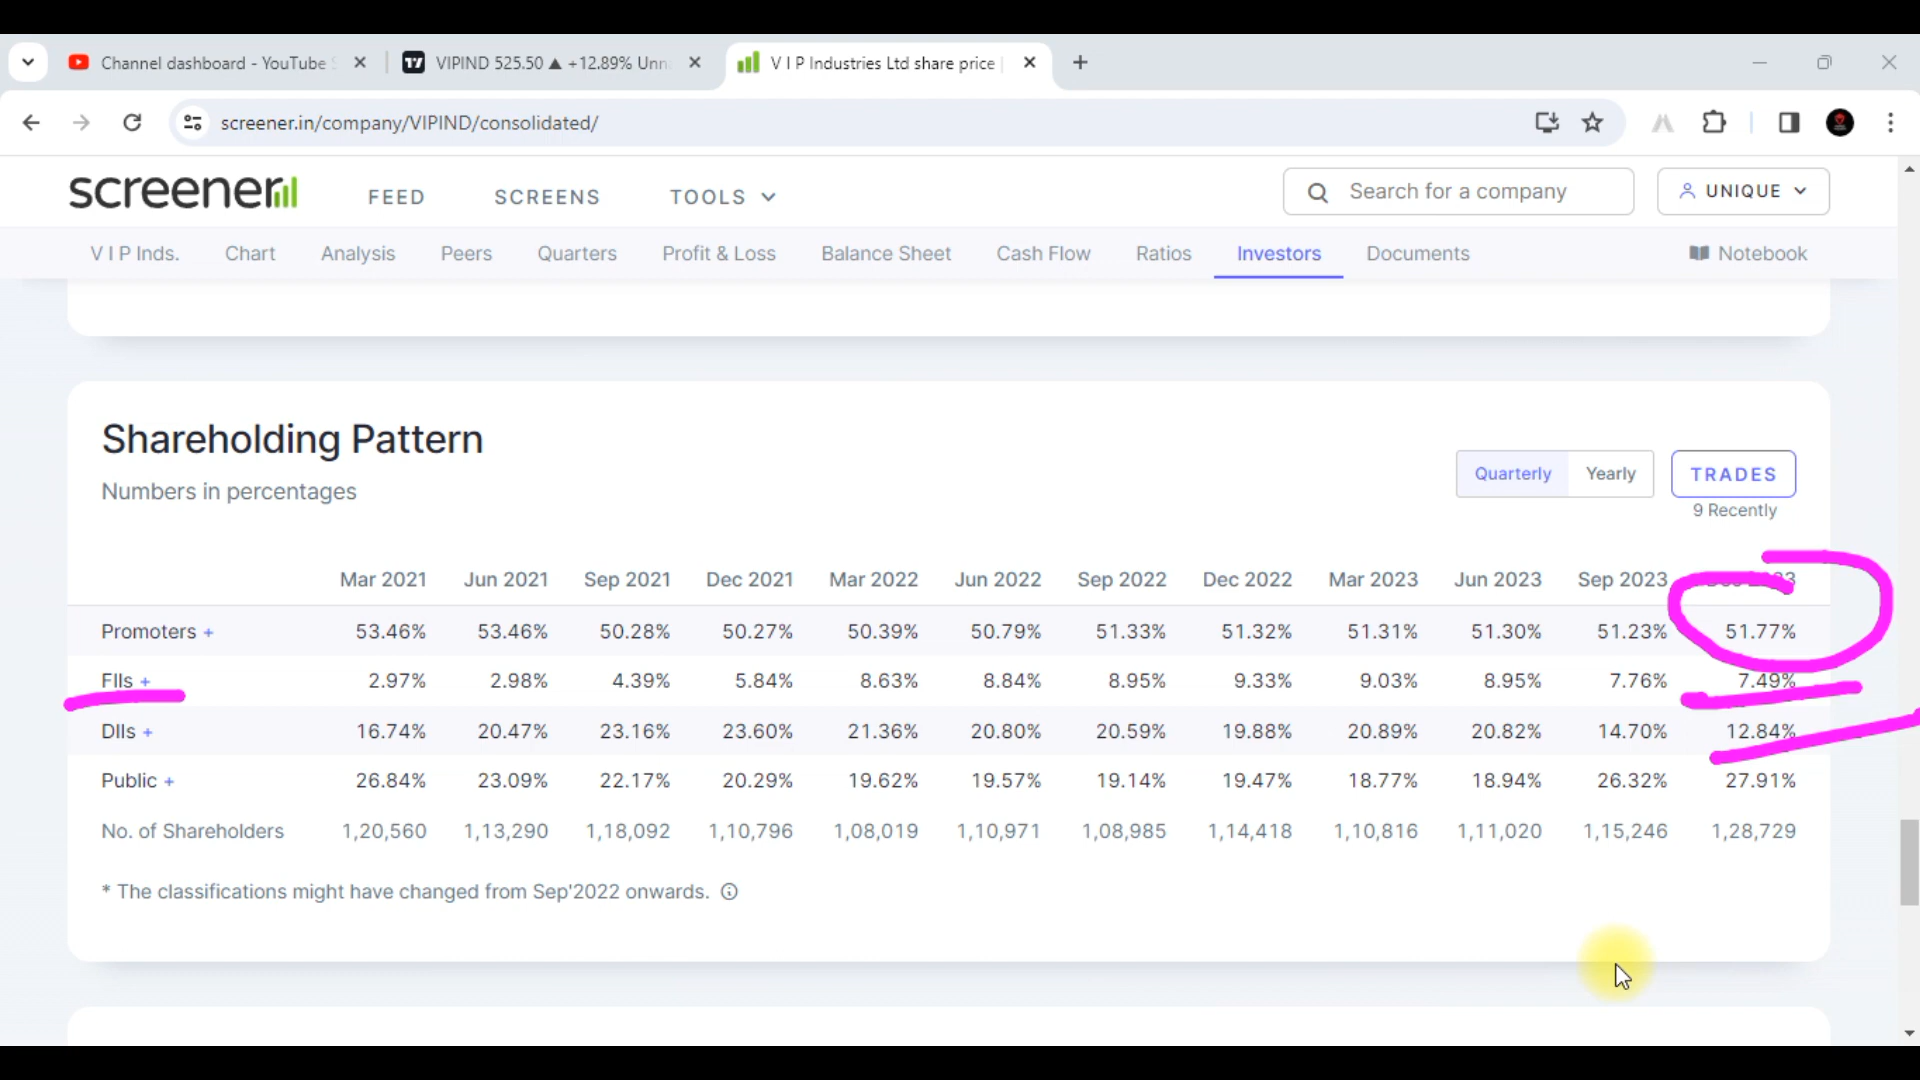 Channel dashboard - YouTube S
VIPIND 525.50 ▲ +12.89% Unn
V I P Industries Ltd share price |
screener.in/company/VIPIND/consolidated/
screener FEED SCREENS TOOLS
Search for a company
UNIQUE
V I P Inds. Chart Analysis Peers Quarters Profit & Loss Balance Sheet Cash Flow Ratios Investors Documents Notebook
Shareholding Pattern
Numbers in percentages
Quarterly Yearly TRADES
9 Recently
Mar 2021 Jun 2021 Sep 2021 Dec 2021 Mar 2022 Jun 2022 Sep 2022 Dec 2022 Mar 2023 Jun 2023 Sep 2023
Promoters + 53.46% 53.46% 50.28% 50.27% 50.39% 50.79% 51.33% 51.32% 51.31% 51.30% 51.23% 51.77%
FIIs + 2.97% 2.98% 4.39% 5.84% 8.63% 8.84% 8.95% 9.33% 9.03% 8.95% 7.76% 7.49%
DIIs + 16.74% 20.47% 23.16% 23.60% 21.36% 20.80% 20.59% 19.88% 20.89% 20.82% 14.70% 12.84%
Public + 26.84% 23.09% 22.17% 20.29% 19.62% 19.57% 19.14% 19.47% 18.77% 18.94% 26.32% 27.91%
No. of Shareholders 1,20,560 1,13,290 1,18,092 1,10,796 1,08,019 1,10,971 1,08,985 1,14,418 1,10,816 1,11,020 1,15,246 1,28,729
* The classifications might have changed from Sep'2022 onwards.